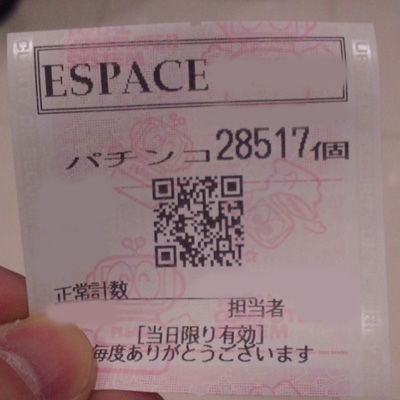 ESPACE
パチンコ 28517個
正常計数
担当者
[当日限り有効]
毎度ありがとうございます